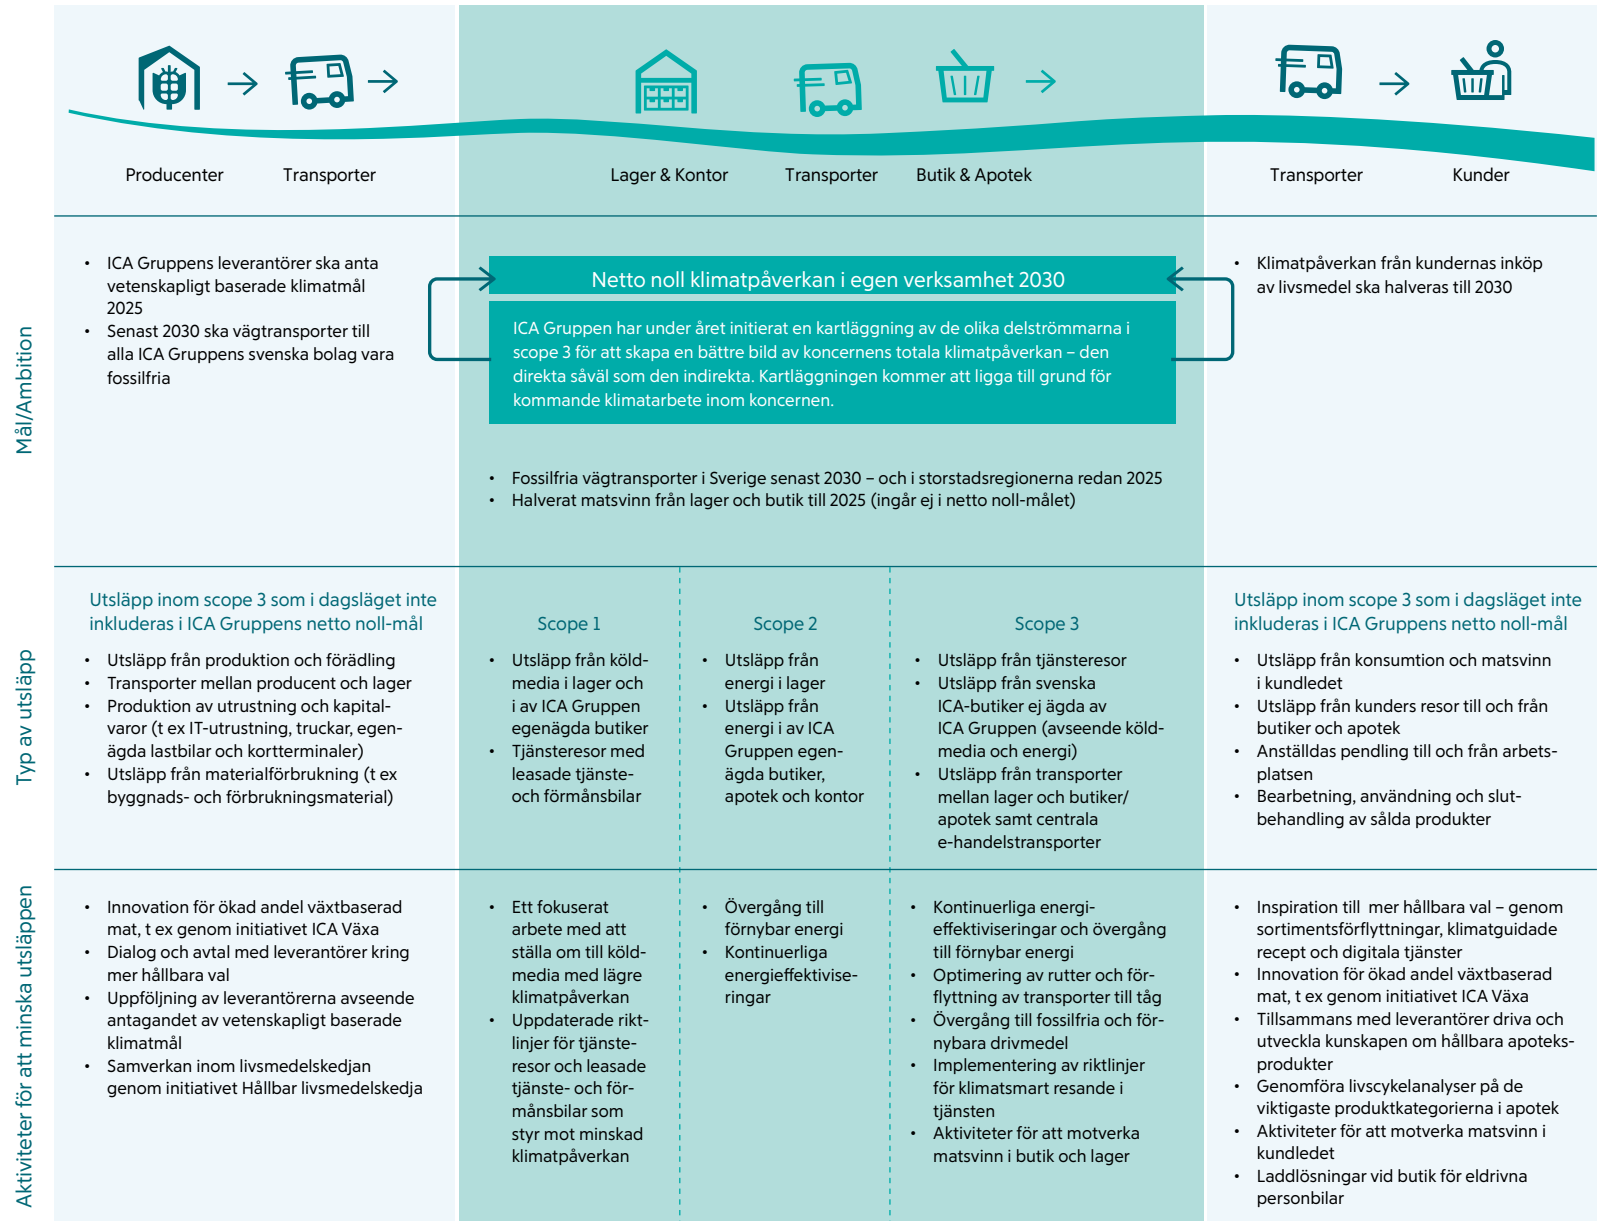 Producenter
Transporter
Lager & Kontor
Transporter
Butik & Apotek
Transporter
Kunder
Mål/Ambition
• ICA Gruppens leverantörer ska anta
vetenskapligt baserade klimatmål
2025
• Senast 2030 ska vägtransporter till
alla ICA Gruppens svenska bolag vara
fossilfria
Netto noll klimatpåverkan i egen verksamhet 2030
ICA Gruppen har under året initierat en kartläggning av de olika delströmmarna i
scope 3 för att skapa en bättre bild av koncernens totala klimatpåverkan – den
direkta såväl som den indirekta. Kartläggningen kommer att ligga till grund för
kommande klimatarbete inom koncernen.
• Fossilfria vägtransporter i Sverige senast 2030 – och i storstadsregionerna redan 2025
• Halverat matsvinn från lager och butik till 2025 (ingår ej i netto noll-målet)
• Klimatpåverkan från kundernas inköp
av livsmedel ska halveras till 2030
Typ av utsläpp
Utsläpp inom scope 3 som i dagsläget inte
inkluderas i ICA Gruppens netto noll-mål
• Utsläpp från produktion och förädling
• Transporter mellan producent och lager
• Produktion av utrustning och kapital-
varor (t ex IT-utrustning, truckar, egen-
ägda lastbilar och kortterminaler)
• Utsläpp från materialförbrukning (t ex
byggnads- och förbrukningsmaterial)
Scope 1
• Utsläpp från köld-
media i lager och
i av ICA Gruppen
egenägda butiker
• Tjänsteresor med
leasade tjänste-
och förmånsbilar
Scope 2
• Utsläpp från
energi i lager
• Utsläpp från
energi i av ICA
Gruppen egen-
ägda butiker,
apotek och kontor
Scope 3
• Utsläpp från tjänsteresor
• Utsläpp från svenska
ICA-butiker ej ägda av
ICA Gruppen (avseende köld-
media och energi)
• Utsläpp från transporter
mellan lager och butiker/
apotek samt centrala
e-handelstransporter
Utsläpp inom scope 3 som i dagsläget inte
inkluderas i ICA Gruppens netto noll-mål
• Utsläpp från konsumtion och matsvinn
i kundledet
• Utsläpp från kunders resor till och från
butiker och apotek
• Anställdas pendling till och från arbets-
platsen
• Bearbetning, användning och slut-
behandling av sålda produkter
Aktiviteter för att minska utsläppen
• Innovation för ökad andel växtbaserad
mat, t ex genom initiativet ICA Växa
• Dialog och avtal med leverantörer kring
mer hållbara val
• Uppföljning av leverantörerna avseende
antagandet av vetenskapligt baserade
klimatmål
• Samverkan inom livsmedelskedjan
genom initiativet Hållbar livsmedelskedja
• Ett fokuserat
arbete med att
ställa om till köld-
media med lägre
klimatpåverkan
• Uppdaterade rikt-
linjer för tjänste-
resor och leasade
tjänste- och för-
månsbilar som
styr mot minskad
klimatpåverkan
• Övergång till
förnybar energi
• Kontinuerliga
energieffektivise-
ringar
• Kontinuerliga energi-
effektiviseringar och övergång
till förnybar energi
• Optimering av rutter och för-
flyttning av transporter till tåg
• Övergång till fossilfria och för-
nybara drivmedel
• Implementering av riktlinjer
för klimatsmart resande i
tjänsten
• Aktiviteter för att motverka
matsvinn i butik och lager
• Inspiration till mer hållbara val – genom
sortimentsförflyttningar, klimatguidade
recept och digitala tjänster
• Innovation för ökad andel växtbaserad
mat, t ex genom initiativet ICA Växa
• Tillsammans med leverantörer driva och
utveckla kunskapen om hållbara apoteks-
produkter
• Genomföra livscykelanalyser på de
viktigaste produktkategorierna i apotek
• Aktiviteter för att motverka matsvinn i
kundledet
• Laddlösningar vid butik för eldrivna
personbilar